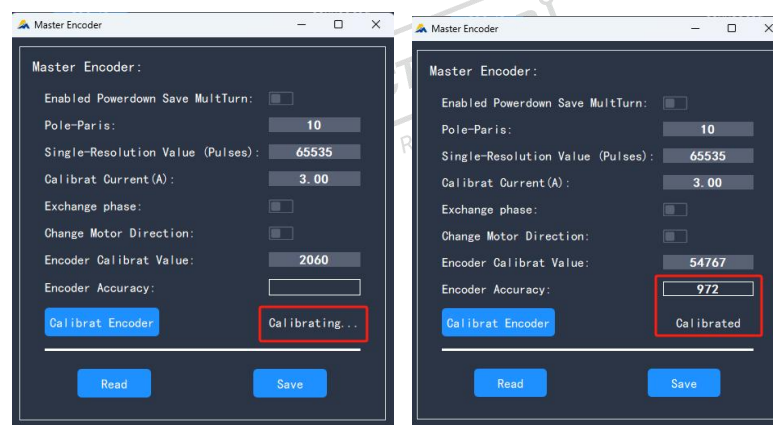 Master Encoder
Master Encoder:
Enabled Powerdown Save MultTurn:
Pole-Paris: 10
Single-Resolution Value (Pulses): 65535
Calibrat Current(A): 3.00
Exchange phase:
Change Motor Direction:
Encoder Calibrat Value: 2060
Encoder Accuracy:
Calibrat Encoder Calibrating...
Read Save
Master Encoder
Master Encoder:
Enabled Powerdown Save MultTurn:
Pole-Paris: 10
Single-Resolution Value (Pulses): 65535
Calibrat Current(A): 3.00
Exchange phase:
Change Motor Direction:
Encoder Calibrat Value: 54767
Encoder Accuracy: 972
Calibrat Encoder Calibrated
Read Save